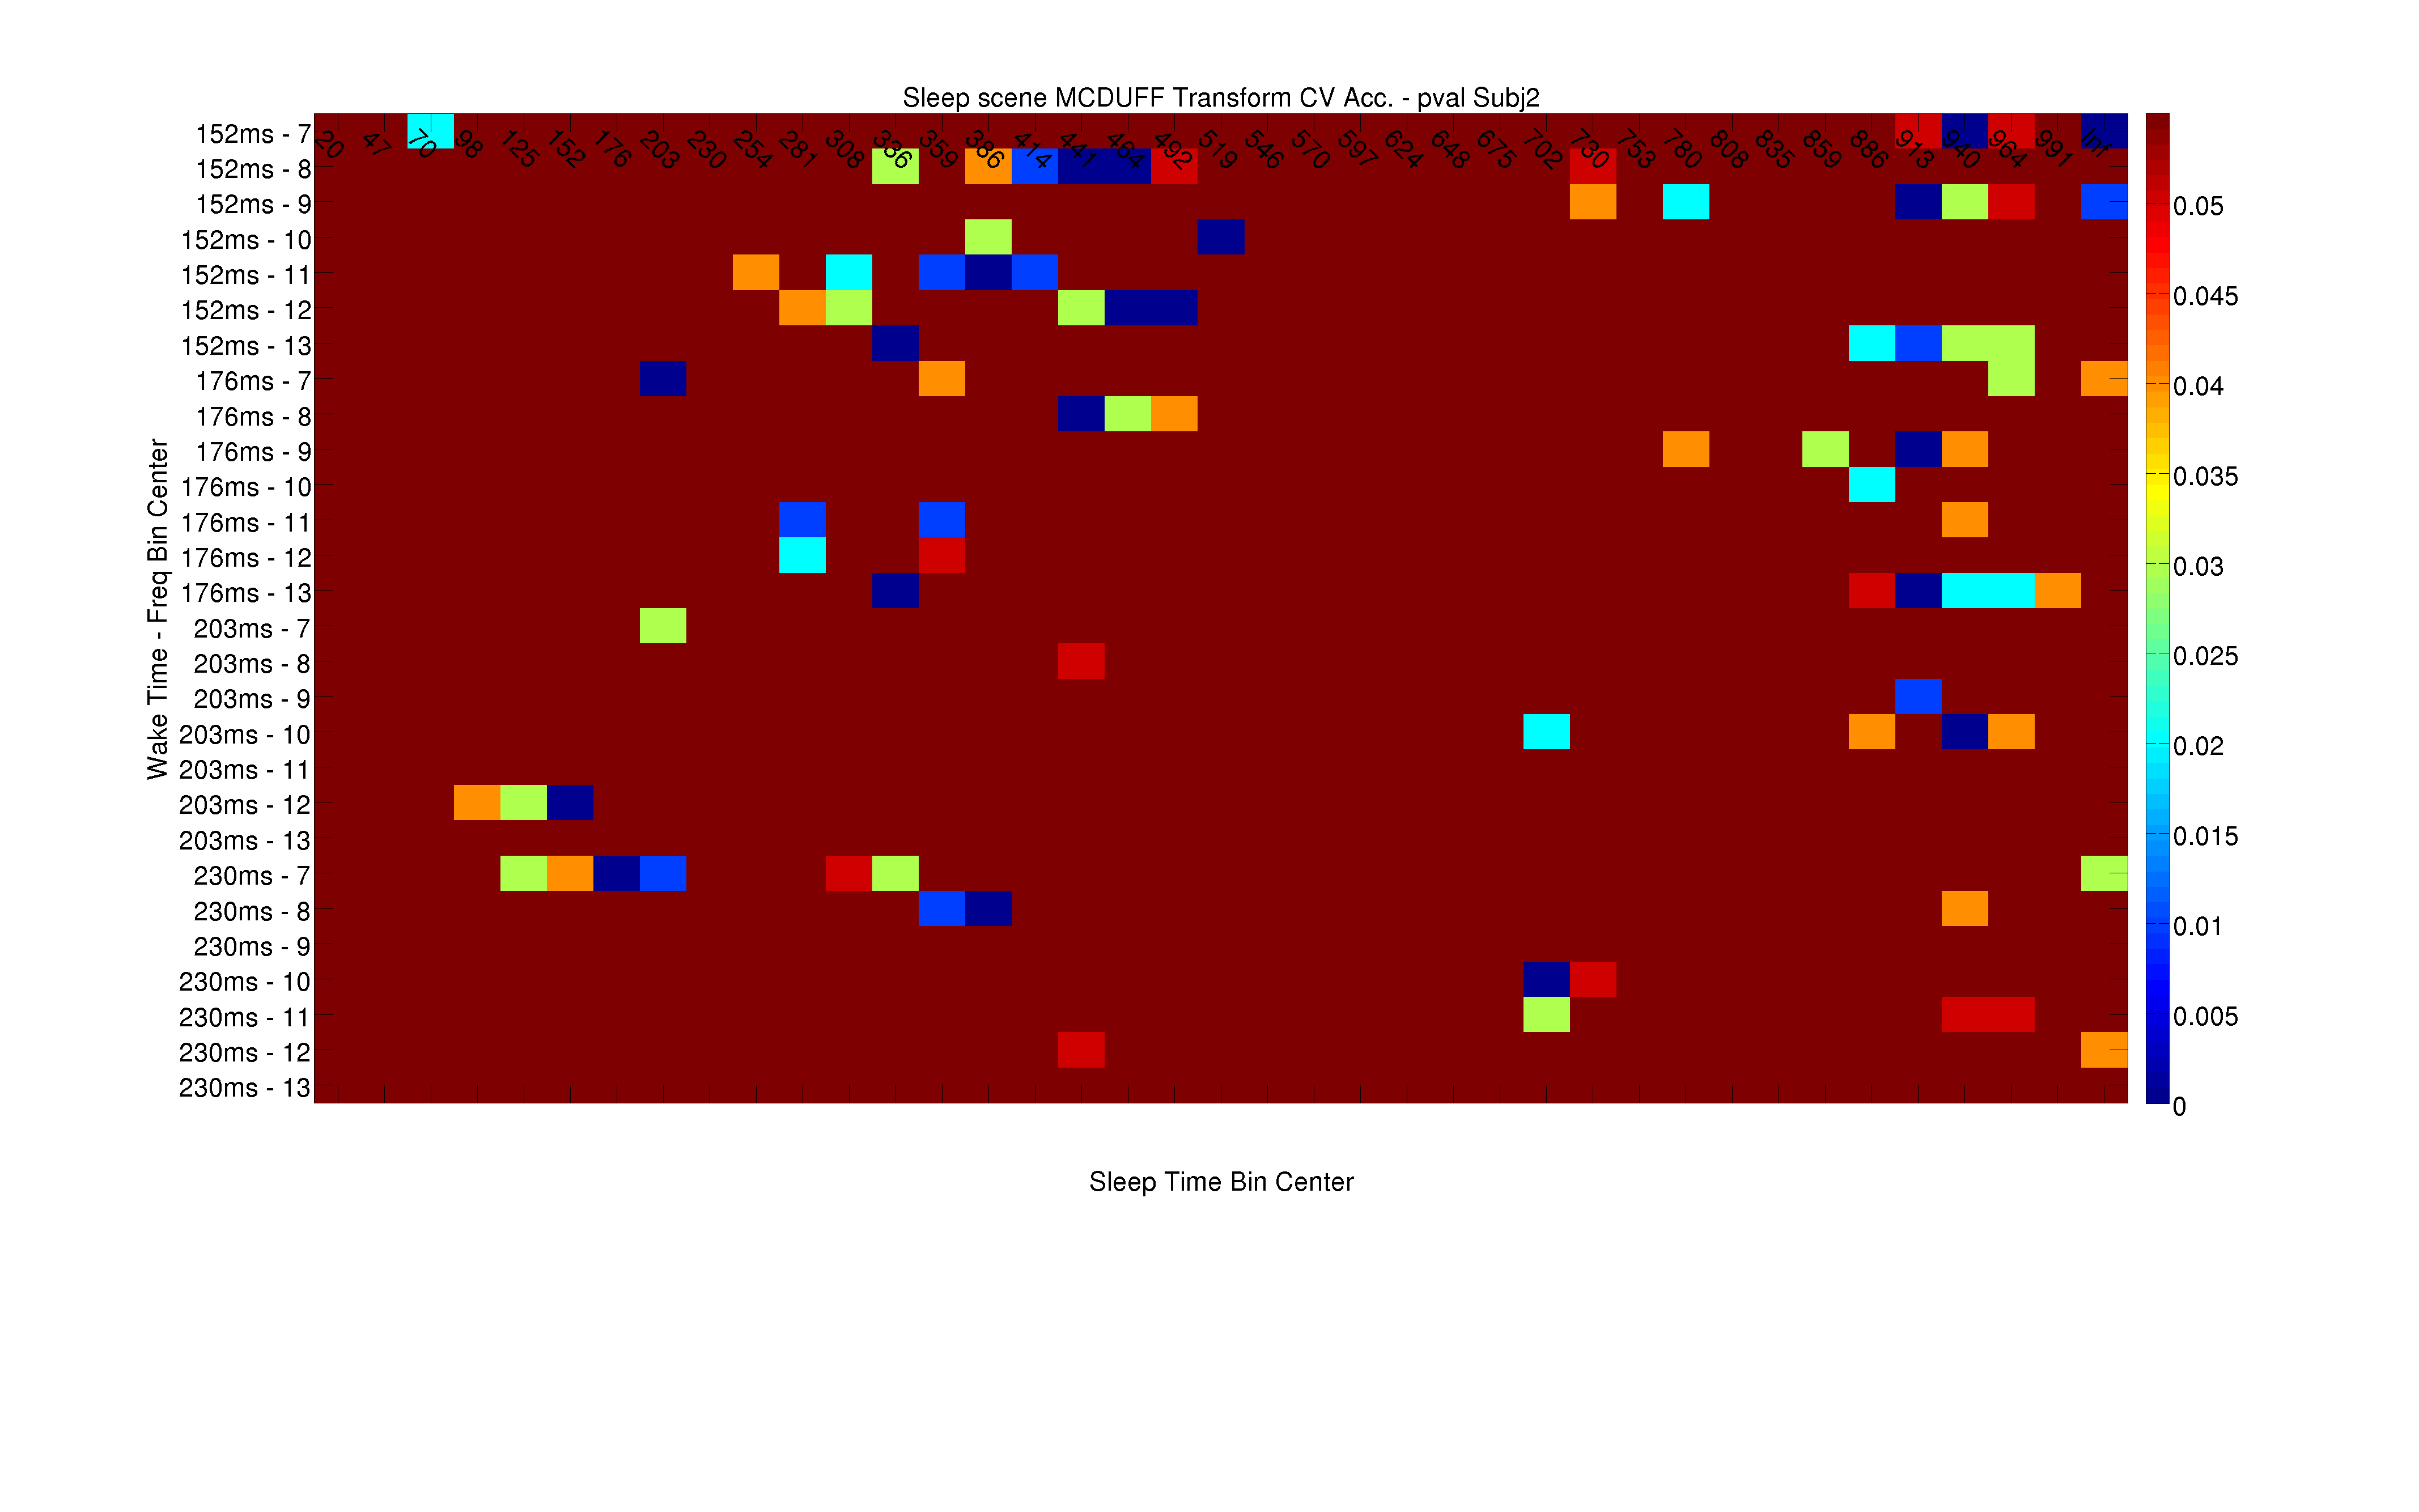 Sleep scene MCDUFF Transform CV Acc. - pval Subj2
20 47 70 98 125 152 176 203 230 254 281 308 336 359 386 414 441 464 492 519 546 570 597 624 648 675 702 730 753 780 808 835 859 886 913 940 964 991 Inf
152ms - 7
152ms - 8
152ms - 9
152ms - 10
152ms - 11
152ms - 12
152ms - 13
176ms - 7
176ms - 8
176ms - 9
176ms - 10
176ms - 11
176ms - 12
176ms - 13
203ms - 7
203ms - 8
203ms - 9
203ms - 10
203ms - 11
203ms - 12
203ms - 13
230ms - 7
230ms - 8
230ms - 9
230ms - 10
230ms - 11
230ms - 12
230ms - 13
Wake Time - Freq Bin Center
0.05
0.045
0.04
0.035
0.03
0.025
0.02
0.015
0.01
0.005
0
Sleep Time Bin Center